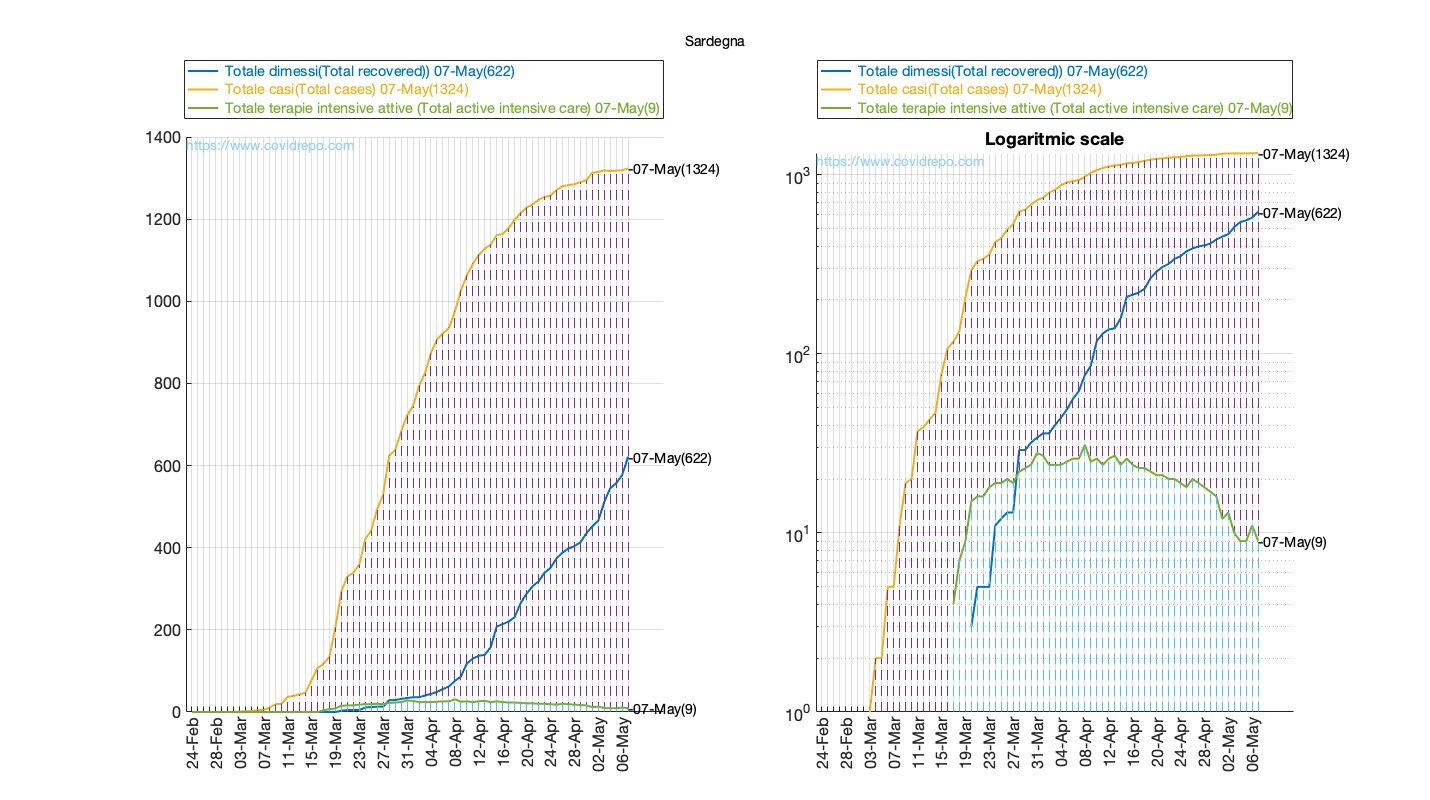 Sardegna
Totale dimessi(Total recovered)) 07-May(622)
Totale casi(Total cases) 07-May(1324)
Totale terapie intensive attive (Total active intensive care) 07-May(9)
https://www.covidrepo.com
1400
1200
1000
800
600
400
200
0
-07-May(1324)
-07-May(622)
-07-May(9)
24-Feb
28-Feb
03-Mar
07-Mar
11-Mar
15-Mar
19-Mar
23-Mar
27-Mar
31-Mar
04-Apr
08-Apr
12-Apr
16-Apr
20-Apr
24-Apr
28-Apr
02-May
06-May
Totale dimessi(Total recovered)) 07-May(622)
Totale casi(Total cases) 07-May(1324)
Totale terapie intensive attive (Total active intensive care) 07-May(9)
Logaritmic scale
https://www.covidrepo.com
10³
10²
10¹
10⁰
-07-May(1324)
-07-May(622)
-07-May(9)
24-Feb
28-Feb
03-Mar
07-Mar
11-Mar
15-Mar
19-Mar
23-Mar
27-Mar
31-Mar
04-Apr
08-Apr
12-Apr
16-Apr
20-Apr
24-Apr
28-Apr
02-May
06-May